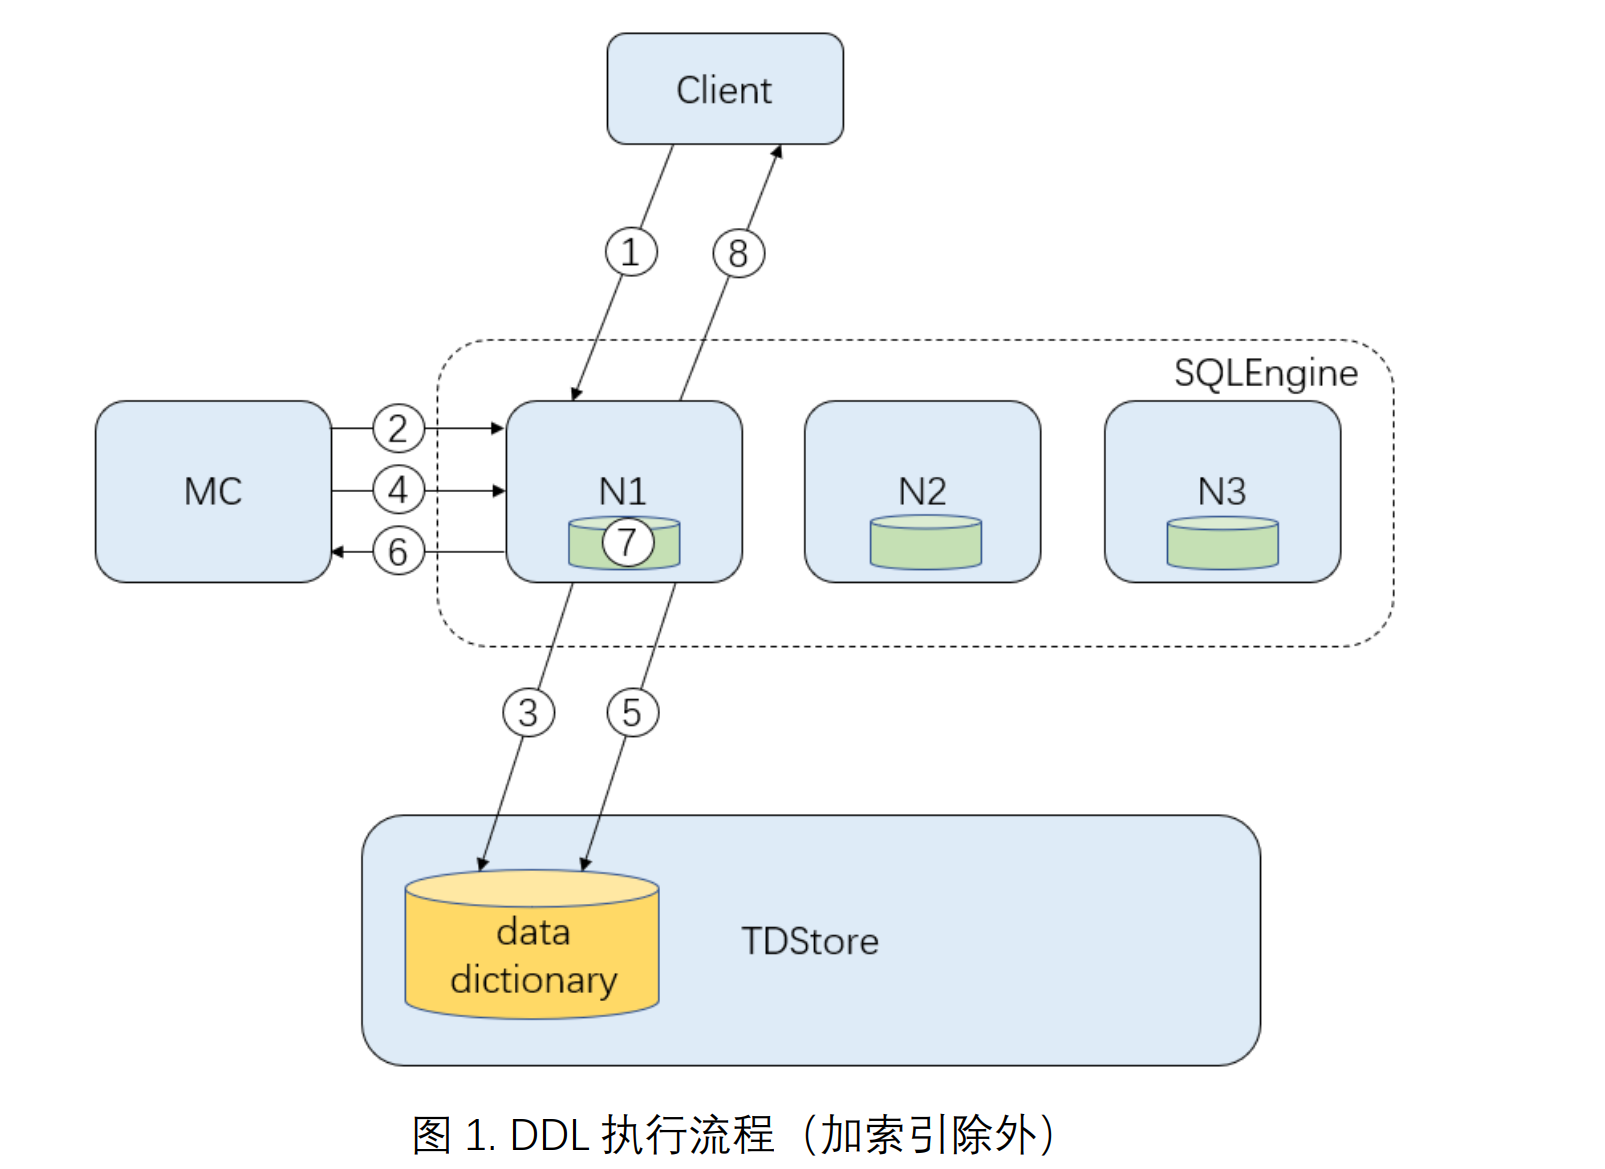 Client
1
8
SQLEngine
MC
2
4
6
N1
7
N2
N3
3
5
data
dictionary
TDStore
图 1. DDL 执行流程（加索引除外）